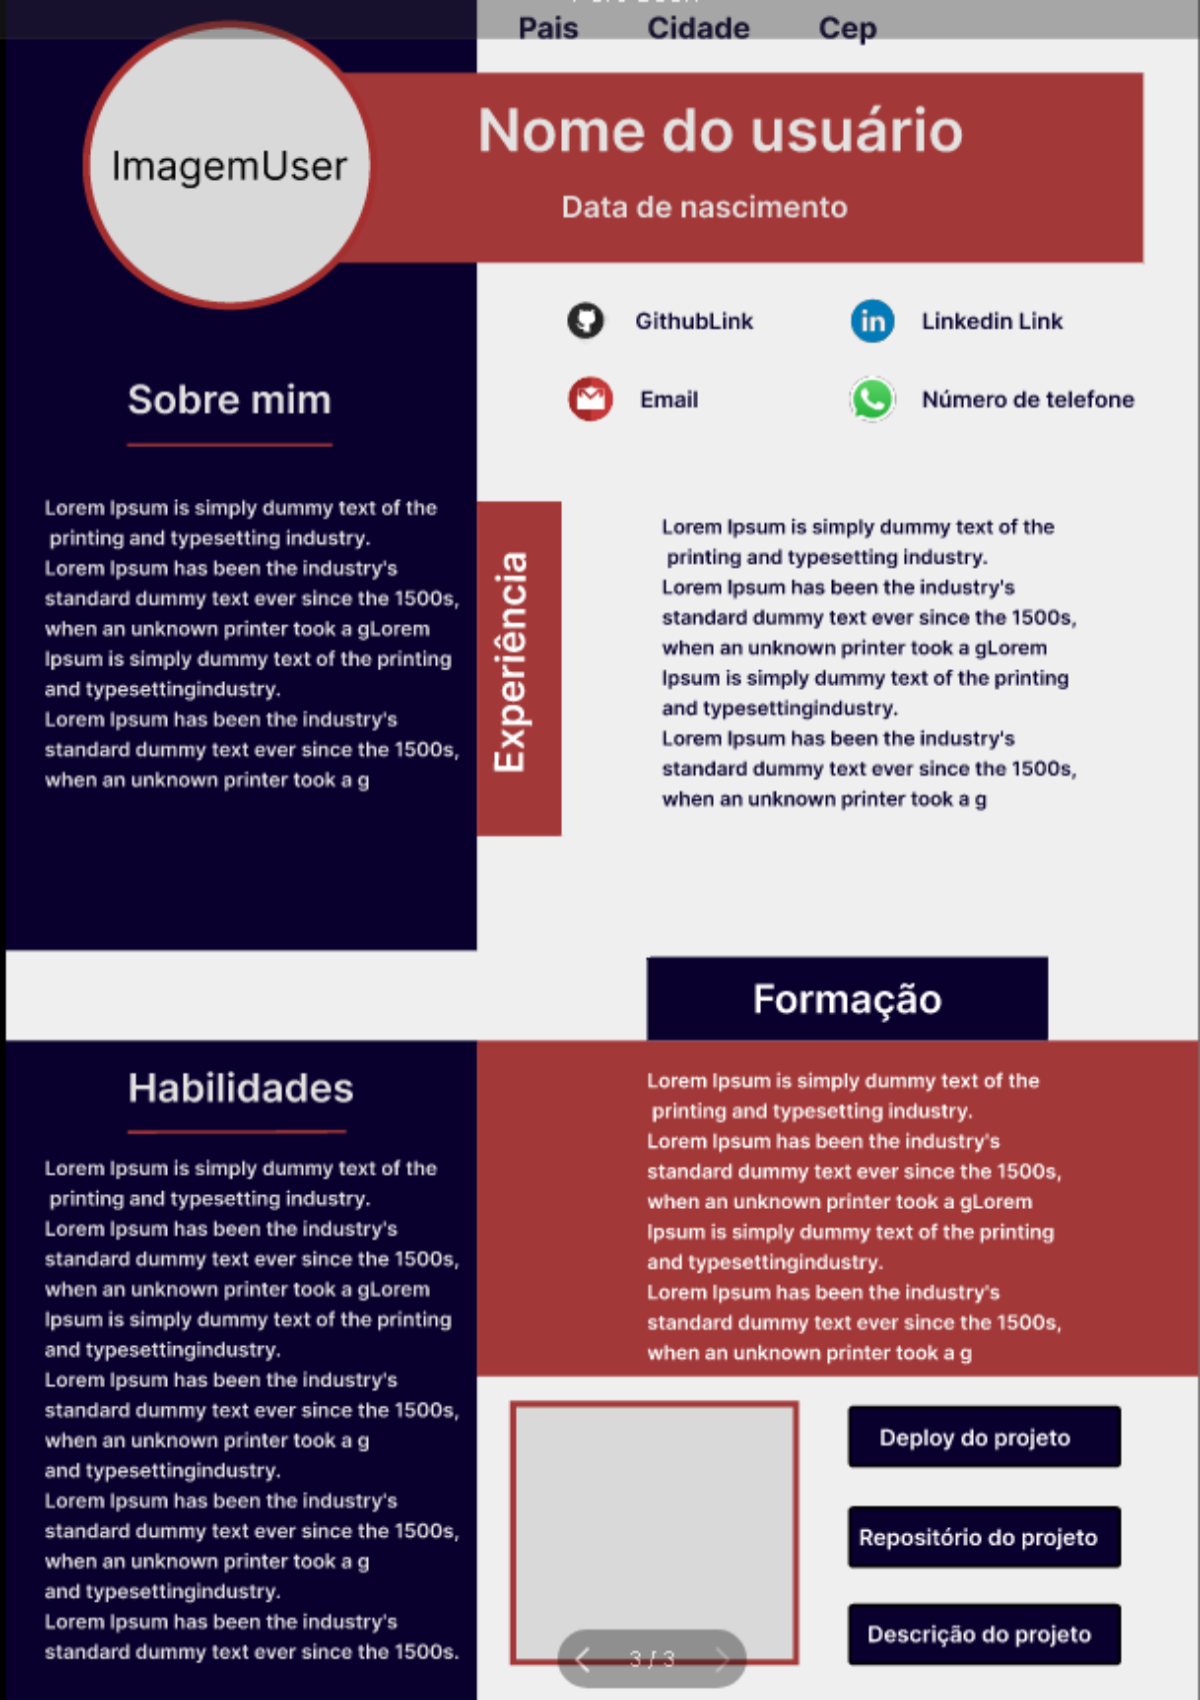 Pais Cidade Cep
ImagemUser
Nome do usuário
Data de nascimento
GithubLink
Linkedin Link
Email
Número de telefone
Sobre mim
Lorem Ipsum is simply dummy text of the
printing and typesetting industry.
Lorem Ipsum has been the industry's
standard dummy text ever since the 1500s,
when an unknown printer took a gLorem
Ipsum is simply dummy text of the printing
and typesettingindustry.
Lorem Ipsum has been the industry's
standard dummy text ever since the 1500s,
when an unknown printer took a g
Experiência
Lorem Ipsum is simply dummy text of the
printing and typesetting industry.
Lorem Ipsum has been the industry's
standard dummy text ever since the 1500s,
when an unknown printer took a gLorem
Ipsum is simply dummy text of the printing
and typesettingindustry.
Lorem Ipsum has been the industry's
standard dummy text ever since the 1500s,
when an unknown printer took a g
Formação
Lorem Ipsum is simply dummy text of the
printing and typesetting industry.
Lorem Ipsum has been the industry's
standard dummy text ever since the 1500s,
when an unknown printer took a gLorem
Ipsum is simply dummy text of the printing
and typesettingindustry.
Lorem Ipsum has been the industry's
standard dummy text ever since the 1500s,
when an unknown printer took a g
Habilidades
Lorem Ipsum is simply dummy text of the
printing and typesetting industry.
Lorem Ipsum has been the industry's
standard dummy text ever since the 1500s,
when an unknown printer took a gLorem
Ipsum is simply dummy text of the printing
and typesettingindustry.
Lorem Ipsum has been the industry's
standard dummy text ever since the 1500s,
when an unknown printer took a g
and typesettingindustry.
Lorem Ipsum has been the industry's
standard dummy text ever since the 1500s,
when an unknown printer took a g
and typesettingindustry.
Lorem Ipsum has been the industry's
standard dummy text ever since the 1500s.
Deploy do projeto
Repositório do projeto
Descrição do projeto
3 / 3